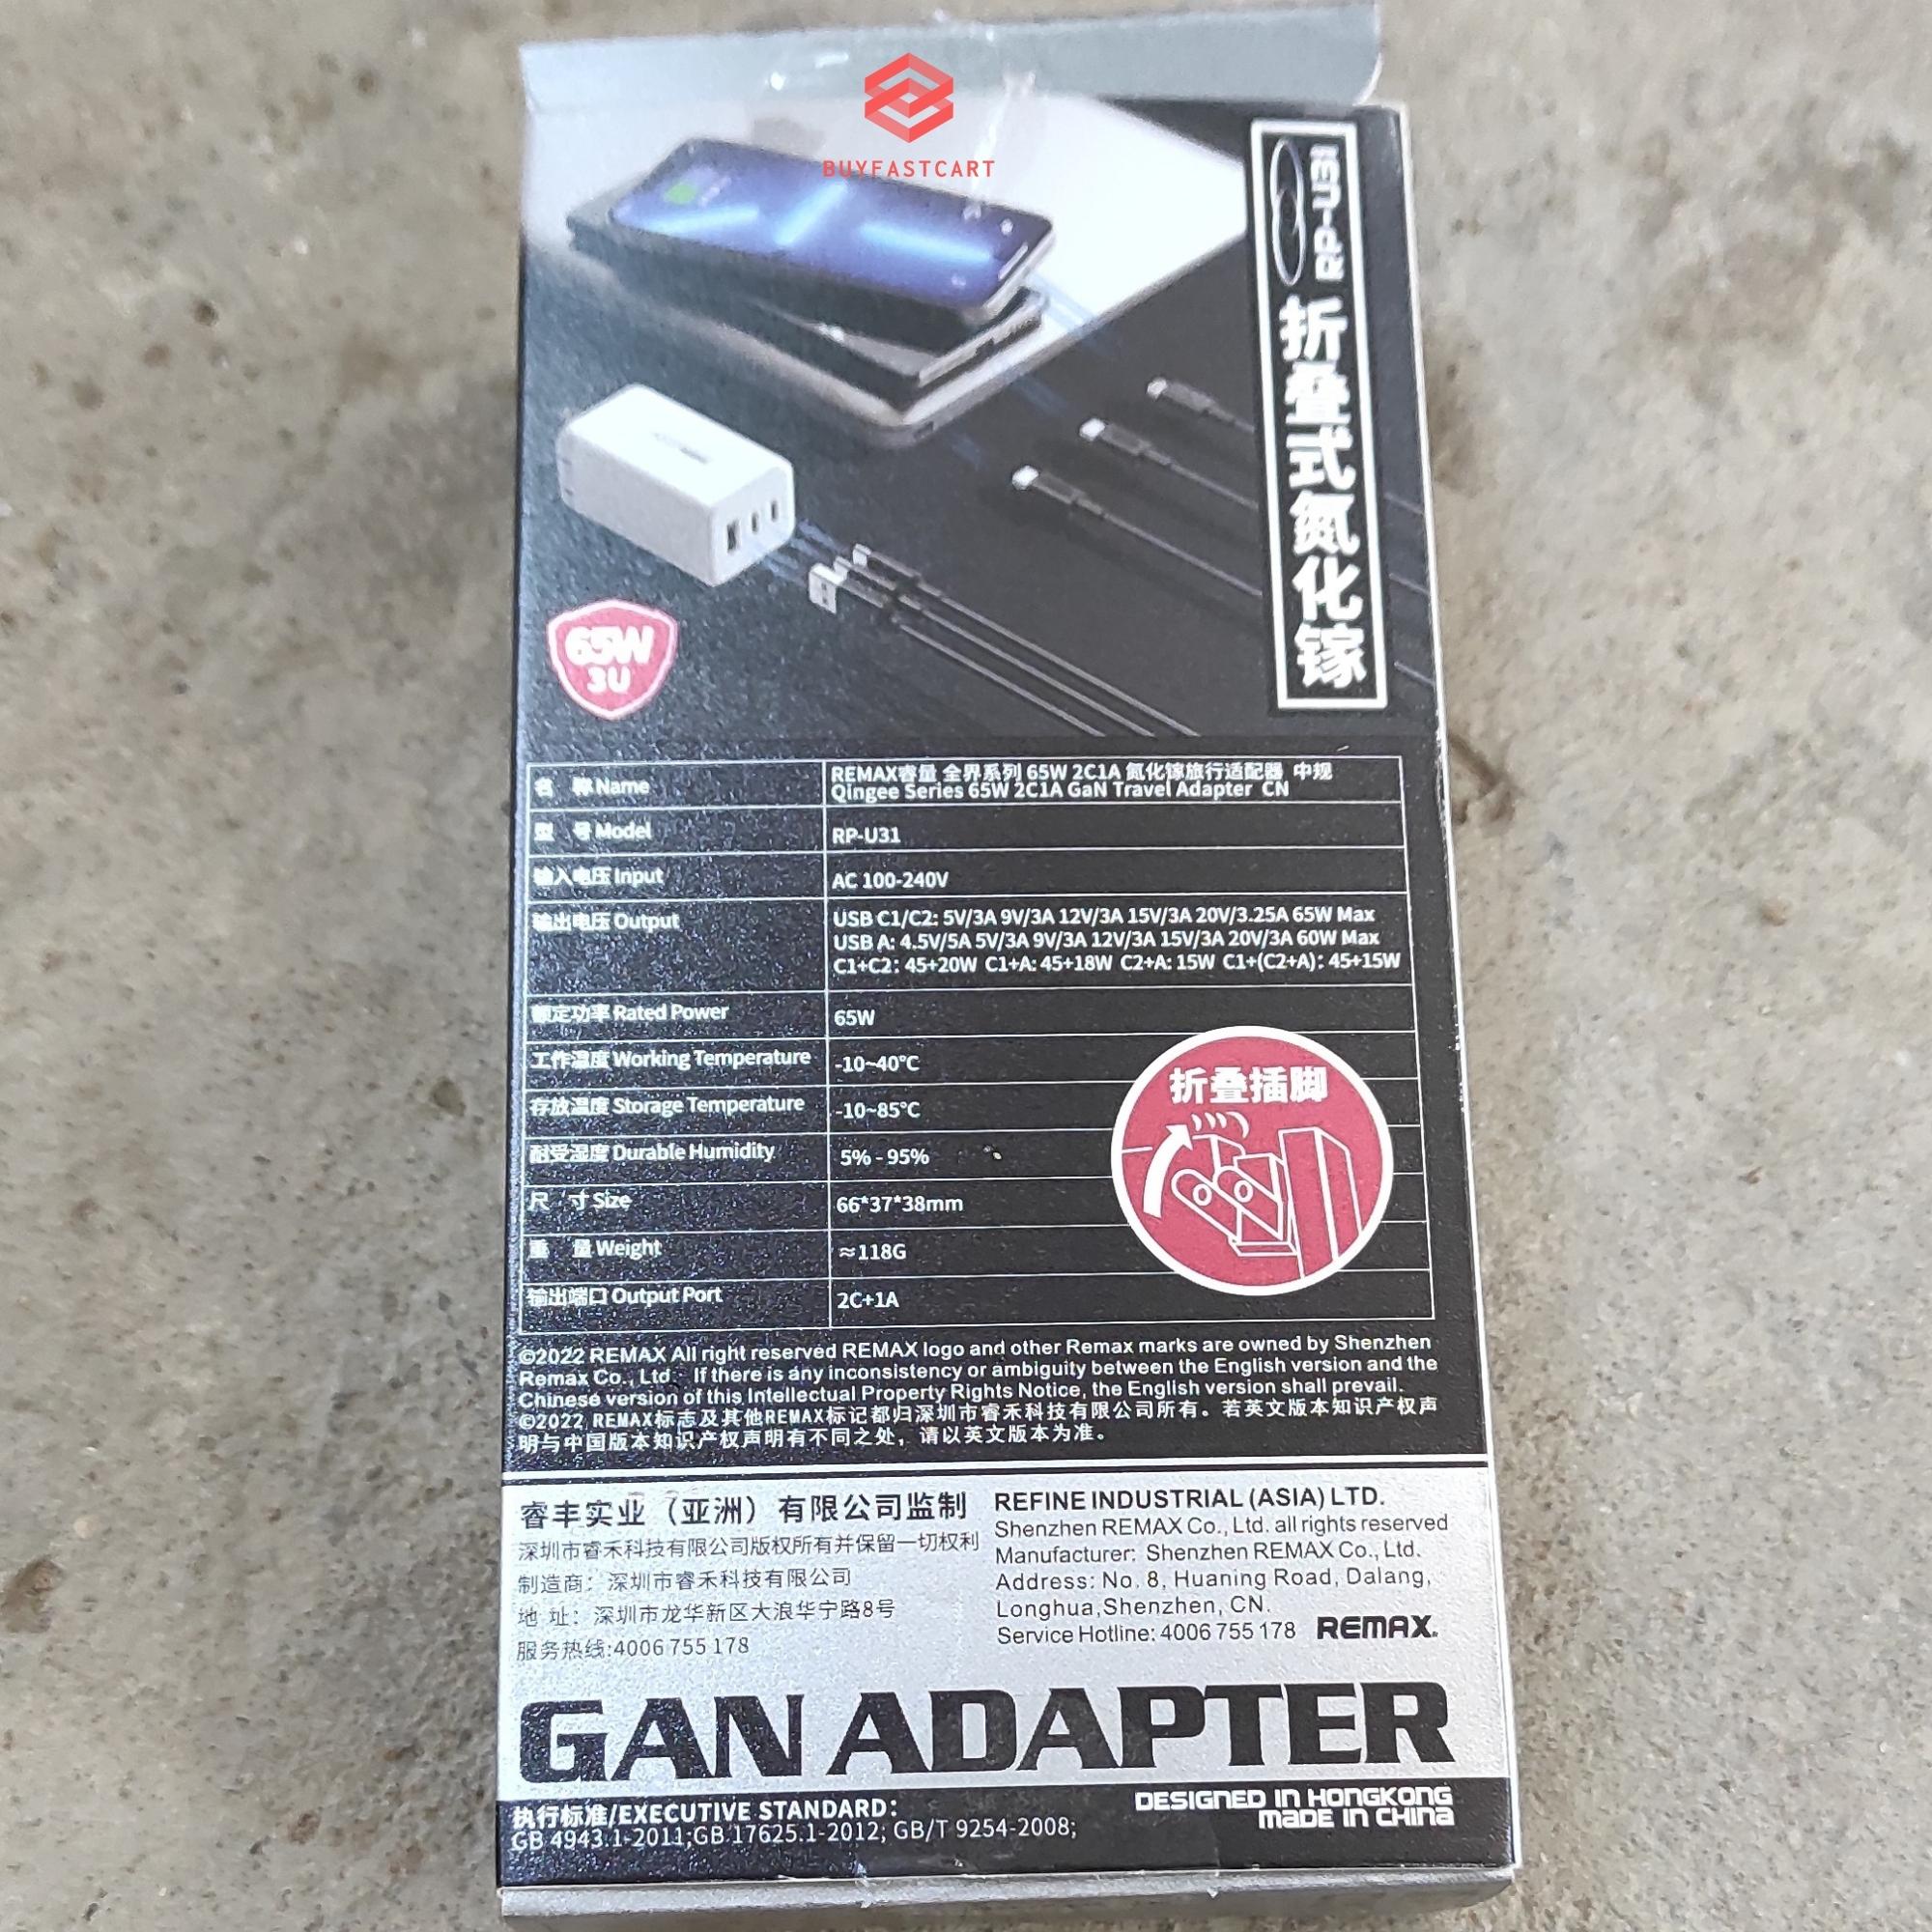 BUYFASTCART
RP-U31
折叠式氮化镓
65W
3U
名 称 Name
REMAX睿量 全界系列 65W 2C1A 氮化镓旅行适配器 中规
Qingee Series 65W 2C1A GaN Travel Adapter CN
型 号 Model
RP-U31
输入电压 Input
AC 100-240V
输出电压 Output
USB C1/C2: 5V/3A 9V/3A 12V/3A 15V/3A 20V/3.25A 65W Max
USB A: 4.5V/5A 5V/3A 9V/3A 12V/3A 15V/3A 20V/3A 60W Max
C1+C2: 45+20W C1+A: 45+18W C2+A: 15W C1+(C2+A): 45+15W
额定功率 Rated Power
65W
工作温度 Working Temperature
-10~40°C
存放温度 Storage Temperature
-10~85°C
耐受湿度 Durable Humidity
5% - 95%
尺 寸 Size
66*37*38mm
重 量 Weight
≈118G
输出端口 Output Port
2C+1A
折叠插脚
©2022 REMAX All right reserved REMAX logo and other Remax marks are owned by Shenzhen
Remax Co., Ltd. If there is any inconsistency or ambiguity between the English version and the
Chinese version of this Intellectual Property Rights Notice, the English version shall prevail.
©2022 REMAX标志及其他REMAX标记都归深圳市睿禾科技有限公司所有。若英文版本知识产权声
明与中国版本知识产权声明有不同之处，请以英文版本为准。
睿丰实业（亚洲）有限公司监制
深圳市睿禾科技有限公司版权所有并保留一切权利
制造商：深圳市睿禾科技有限公司
地 址：深圳市龙华新区大浪华宁路8号
服务热线:4006 755 178
REFINE INDUSTRIAL (ASIA) LTD.
Shenzhen REMAX Co., Ltd. all rights reserved
Manufacturer: Shenzhen REMAX Co., Ltd.
Address: No. 8, Huaning Road, Dalang,
Longhua,Shenzhen, CN.
Service Hotline: 4006 755 178
REMAX
GAN ADAPTER
执行标准/EXECUTIVE STANDARD:
GB 4943.1-2011;GB 17625.1-2012; GB/T 9254-2008;
DESIGNED IN HONGKONG
MADE IN CHINA